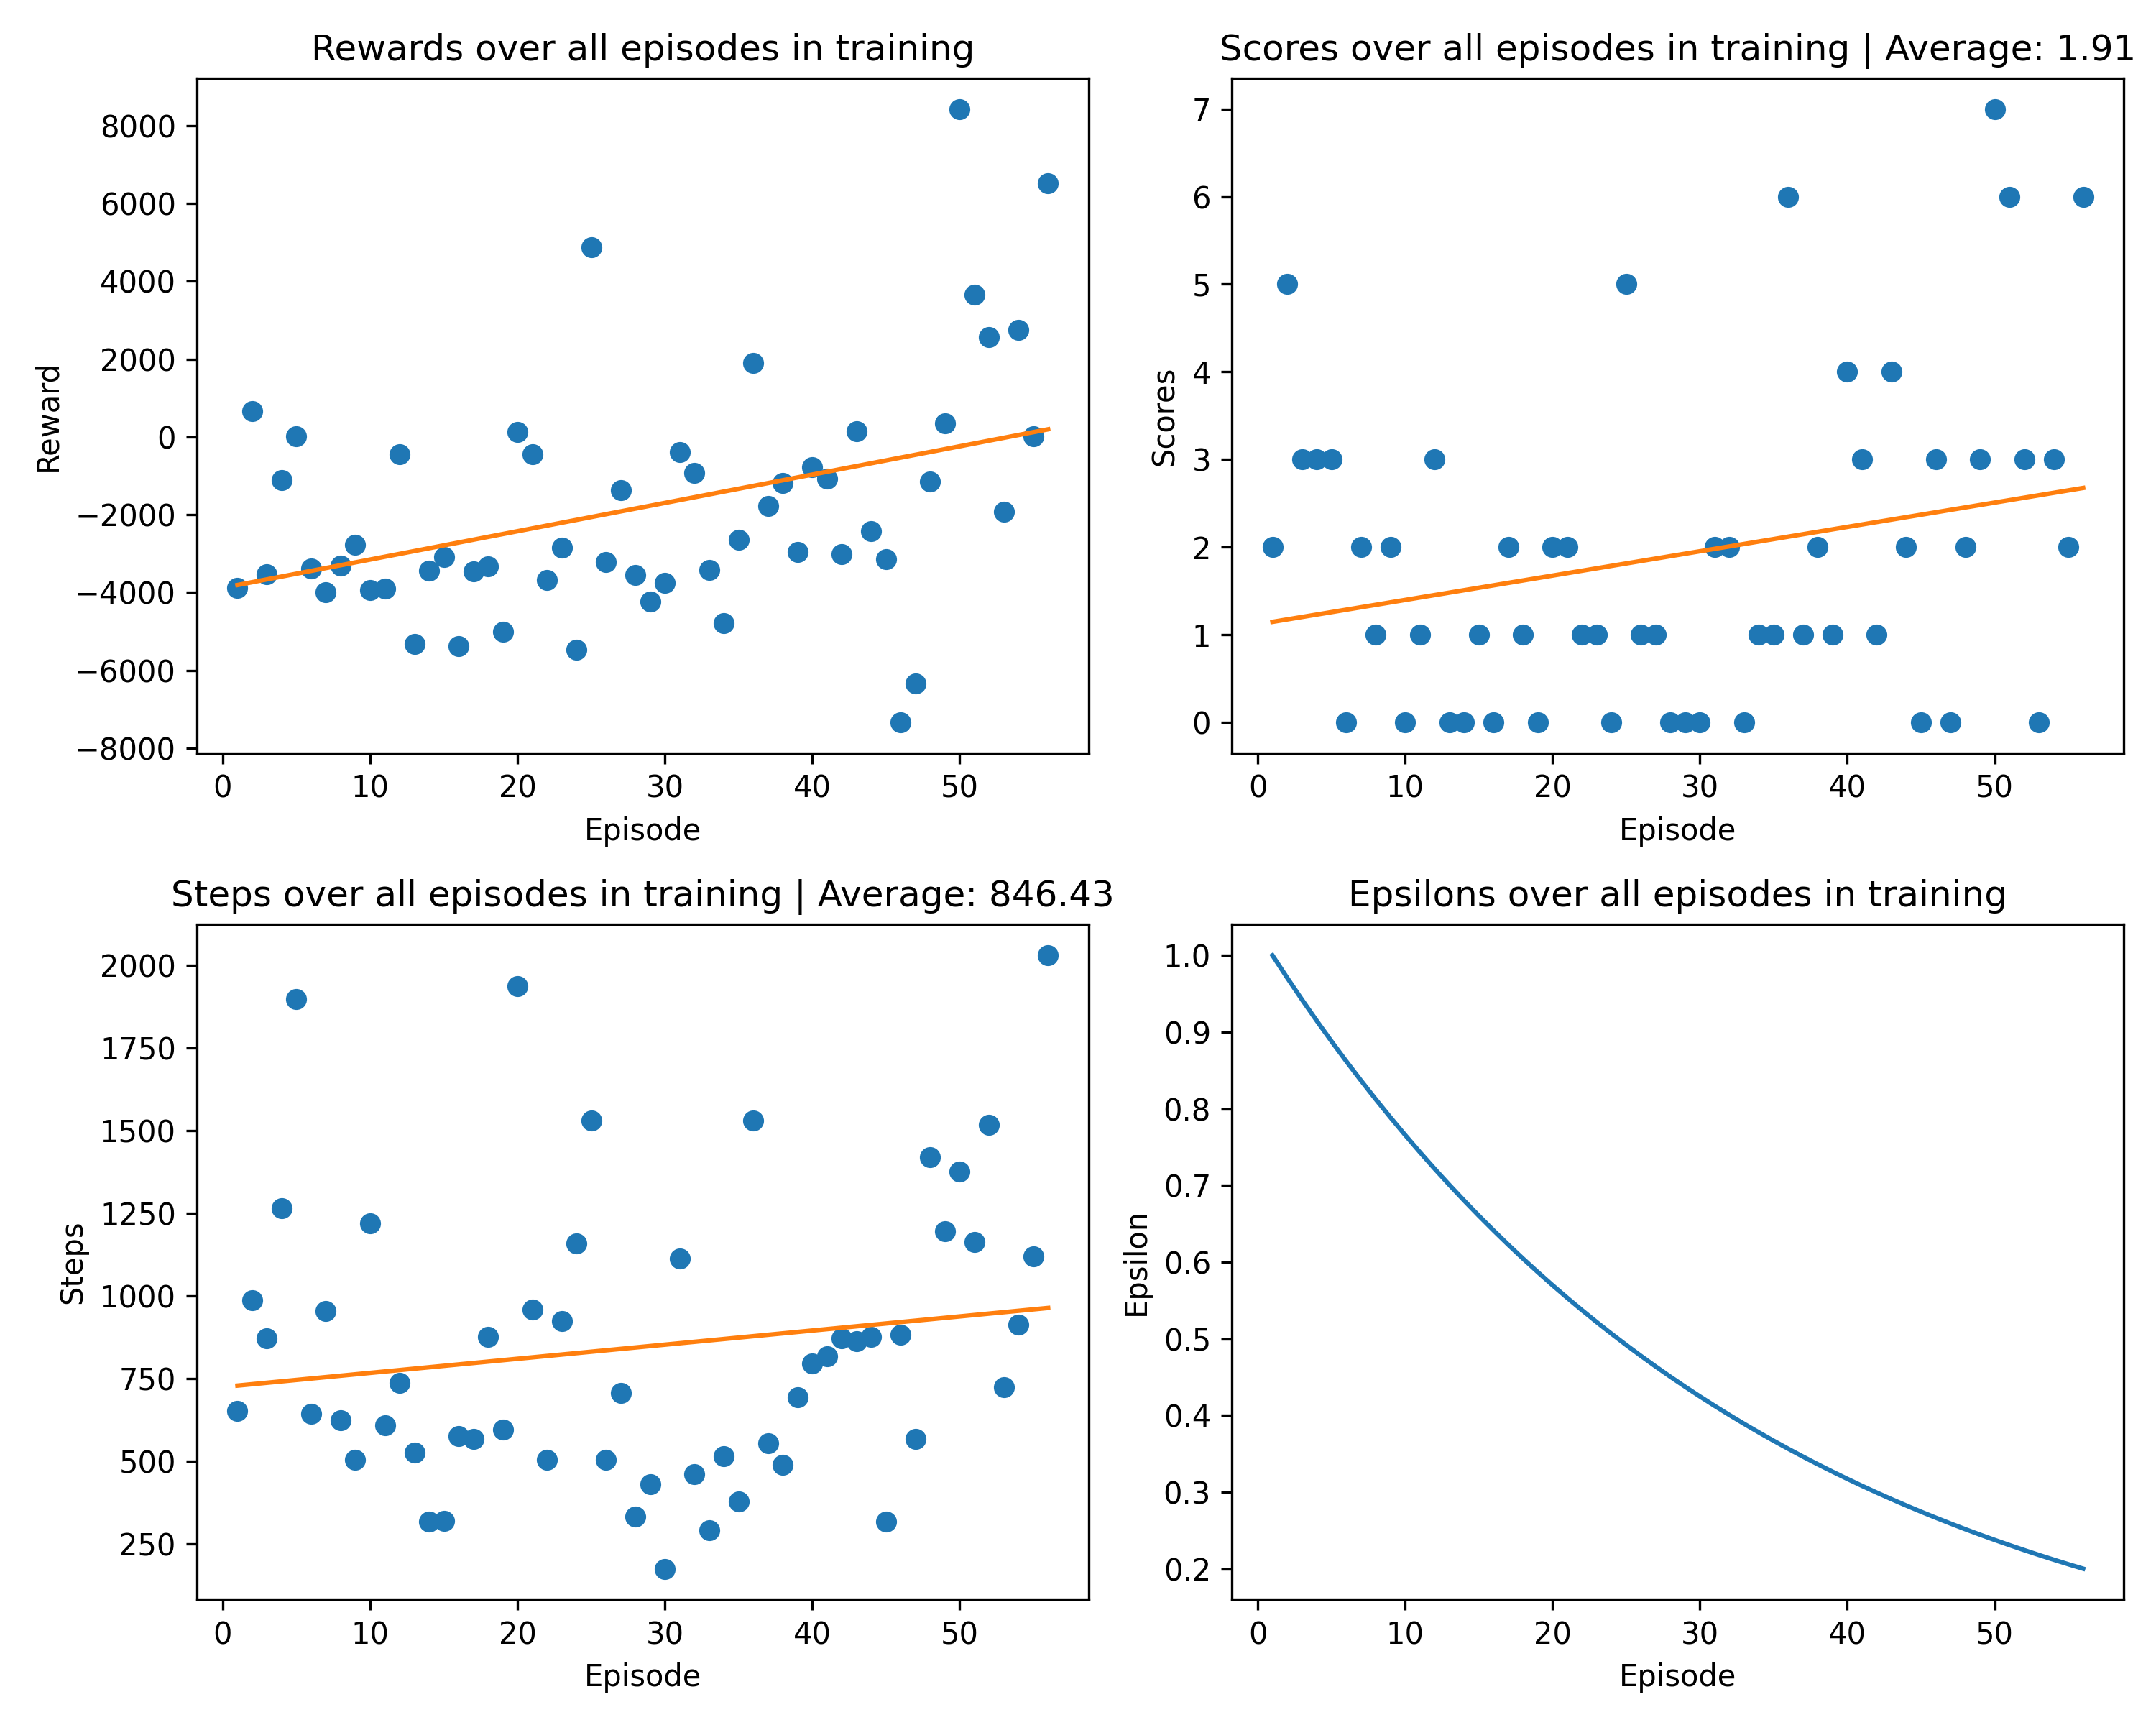 Rewards over all episodes in training
8000
6000
4000
2000
0
−2000
−4000
−6000
−8000
Reward
0 10 20 30 40 50
Episode
Scores over all episodes in training | Average: 1.91
7
6
5
4
3
2
1
0
Scores
0 10 20 30 40 50
Episode
Steps over all episodes in training | Average: 846.43
2000
1750
1500
1250
1000
750
500
250
Steps
0 10 20 30 40 50
Episode
Epsilons over all episodes in training
1.0
0.9
0.8
0.7
0.6
0.5
0.4
0.3
0.2
Epsilon
0 10 20 30 40 50
Episode